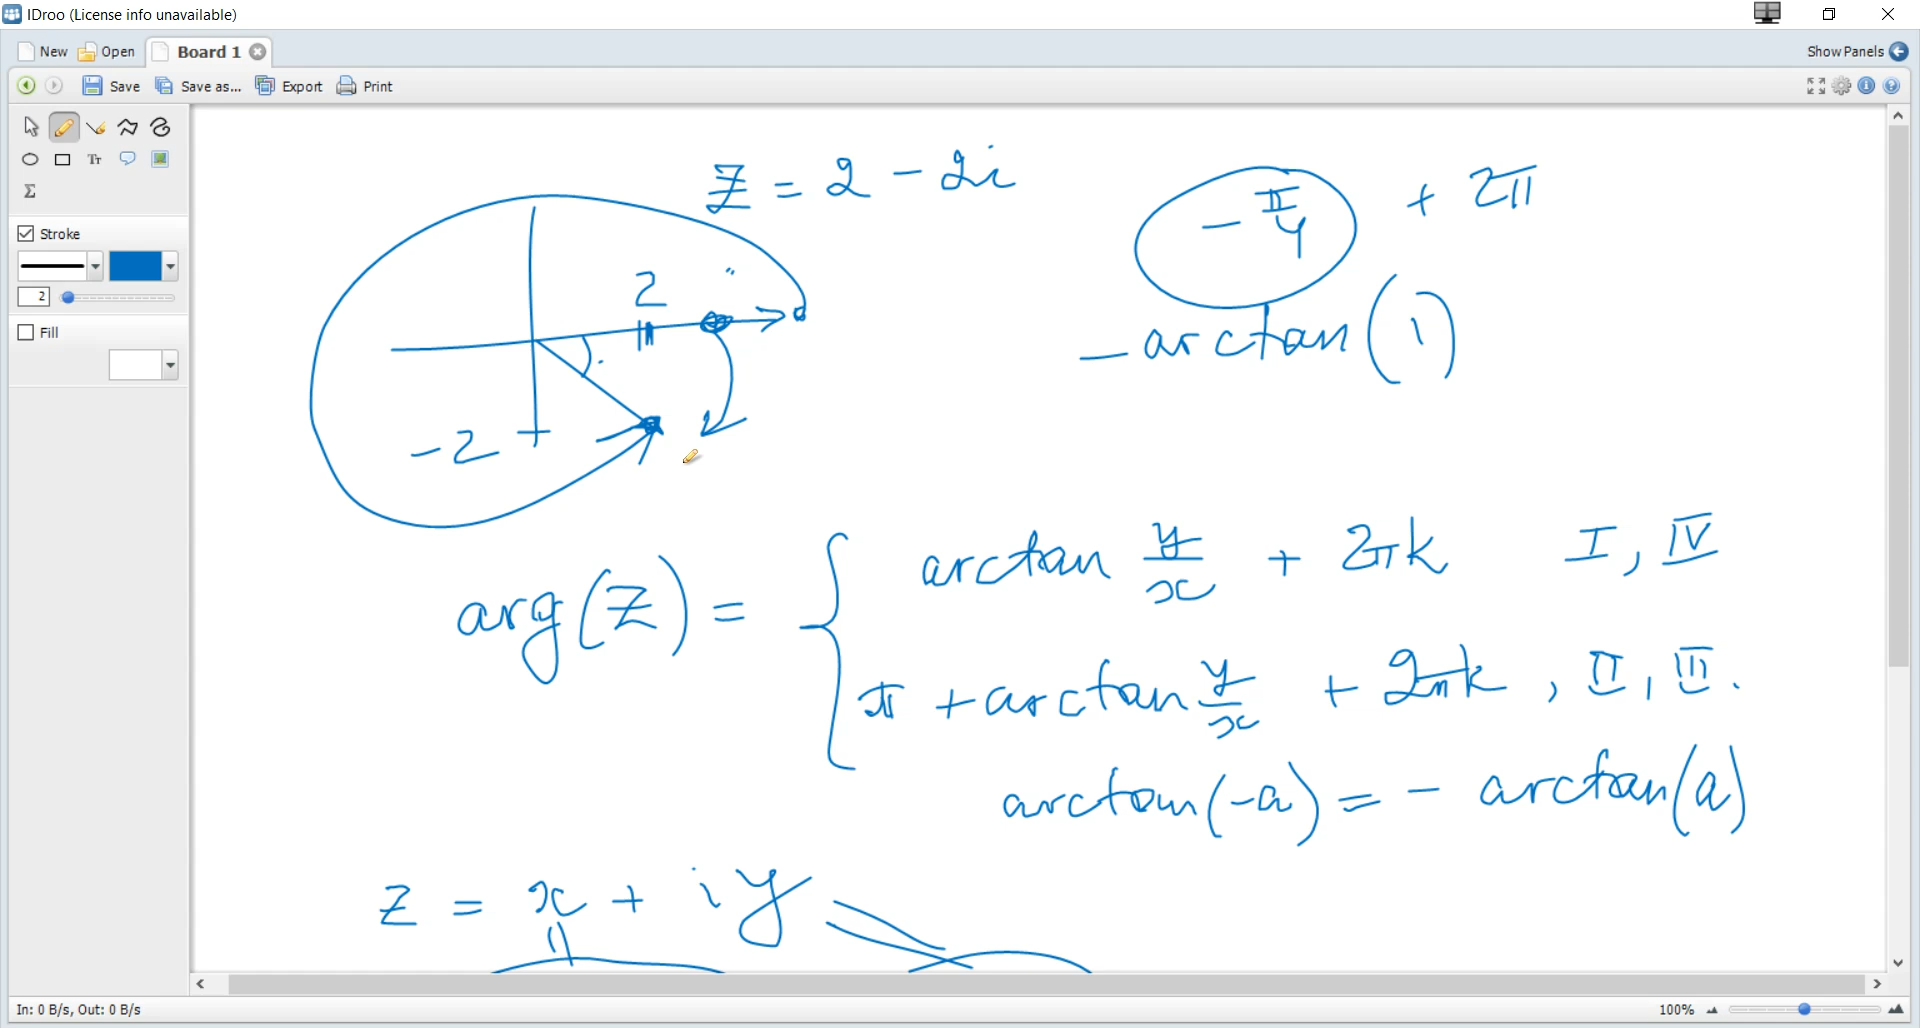 IDroo (License info unavailable)
New Open Board 1 Show Panels
Save Save as... Export Print
Tт
Σ
Stroke
2
Fill
z = 2 - 2i
- π/4 + 2π
2
- arctan(1)
-2
arg(z) = { arctan y/x + 2πk I, IV
π + arctan y/x + 2πk , II, III.
arctan(-a) = - arctan(a)
z = x + iy
In: 0 B/s, Out: 0 B/s 100%